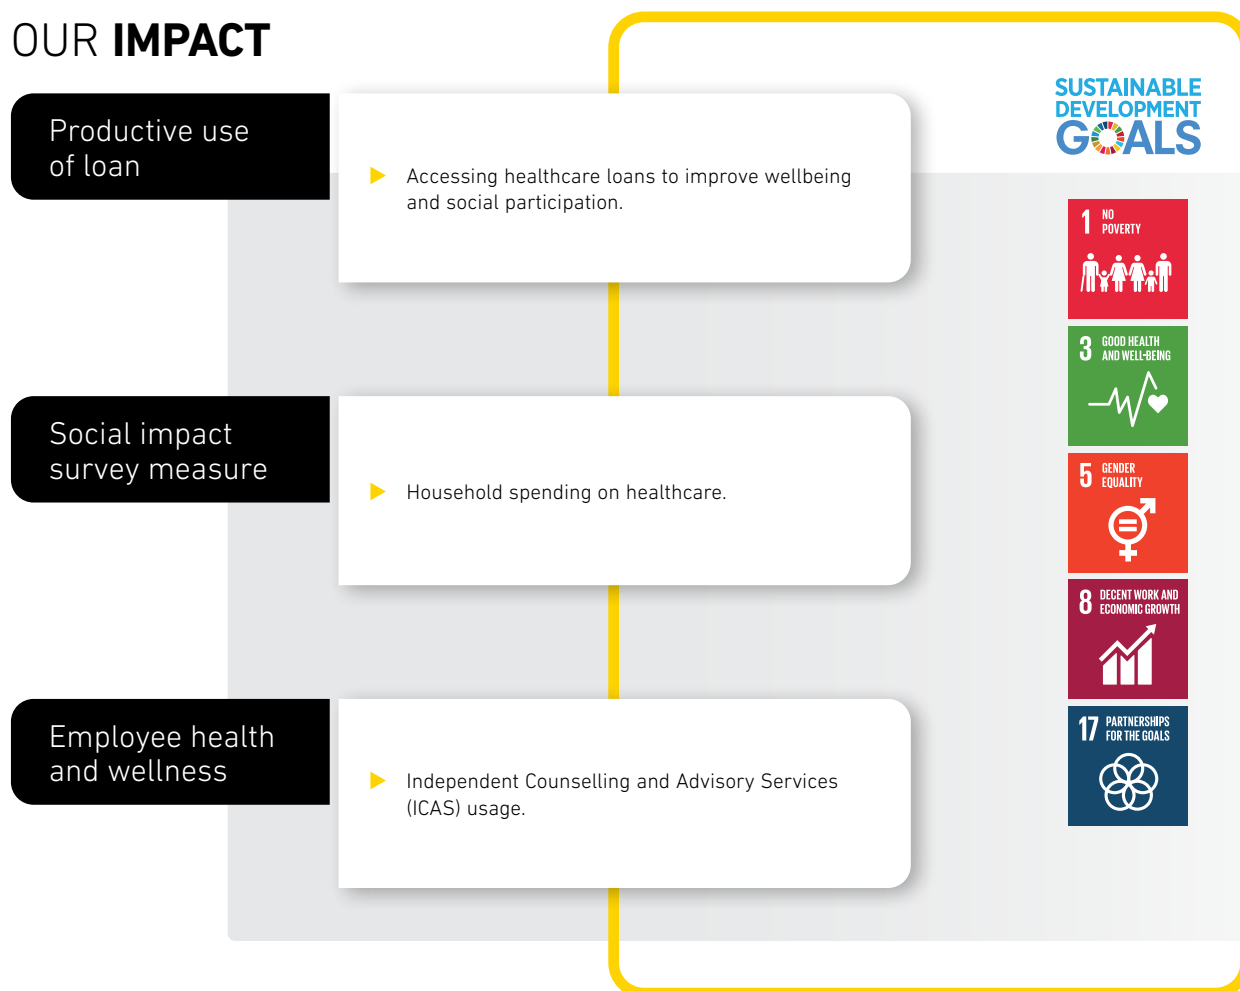 OUR IMPACT
Productive use
of loan
Accessing healthcare loans to improve wellbeing
and social participation.
Social impact
survey measure
Household spending on healthcare.
Employee health
and wellness
Independent Counselling and Advisory Services
(ICAS) usage.
SUSTAINABLE
DEVELOPMENT
GOALS
1 NO
POVERTY
3 GOOD HEALTH
AND WELL-BEING
5 GENDER
EQUALITY
8 DECENT WORK AND
ECONOMIC GROWTH
17 PARTNERSHIPS
FOR THE GOALS